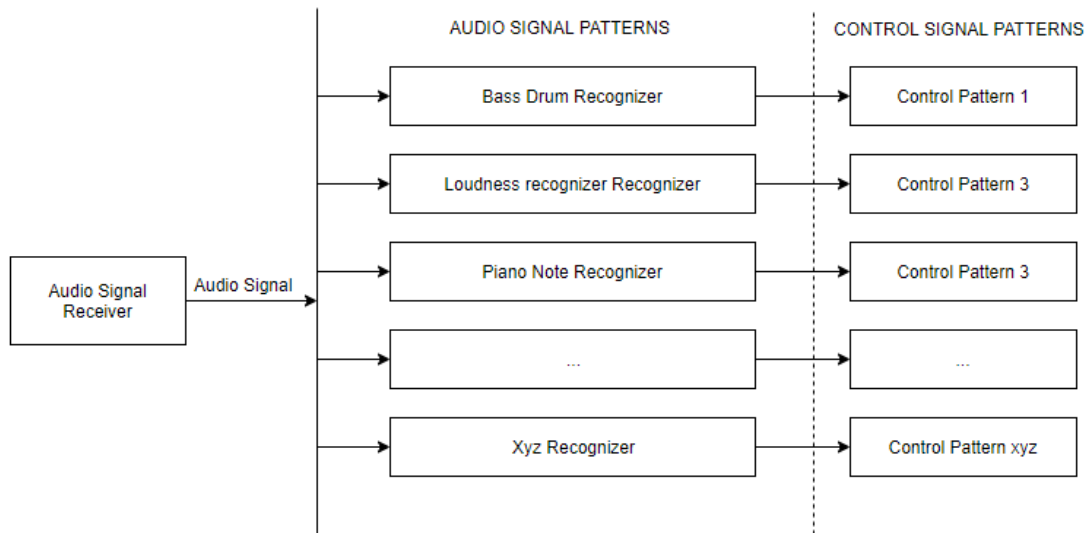 AUDIO SIGNAL PATTERNS
CONTROL SIGNAL PATTERNS
Bass Drum Recognizer
Control Pattern 1
Loudness recognizer Recognizer
Control Pattern 3
Audio Signal
Receiver
Audio Signal
Piano Note Recognizer
Control Pattern 3
...
...
Xyz Recognizer
Control Pattern xyz